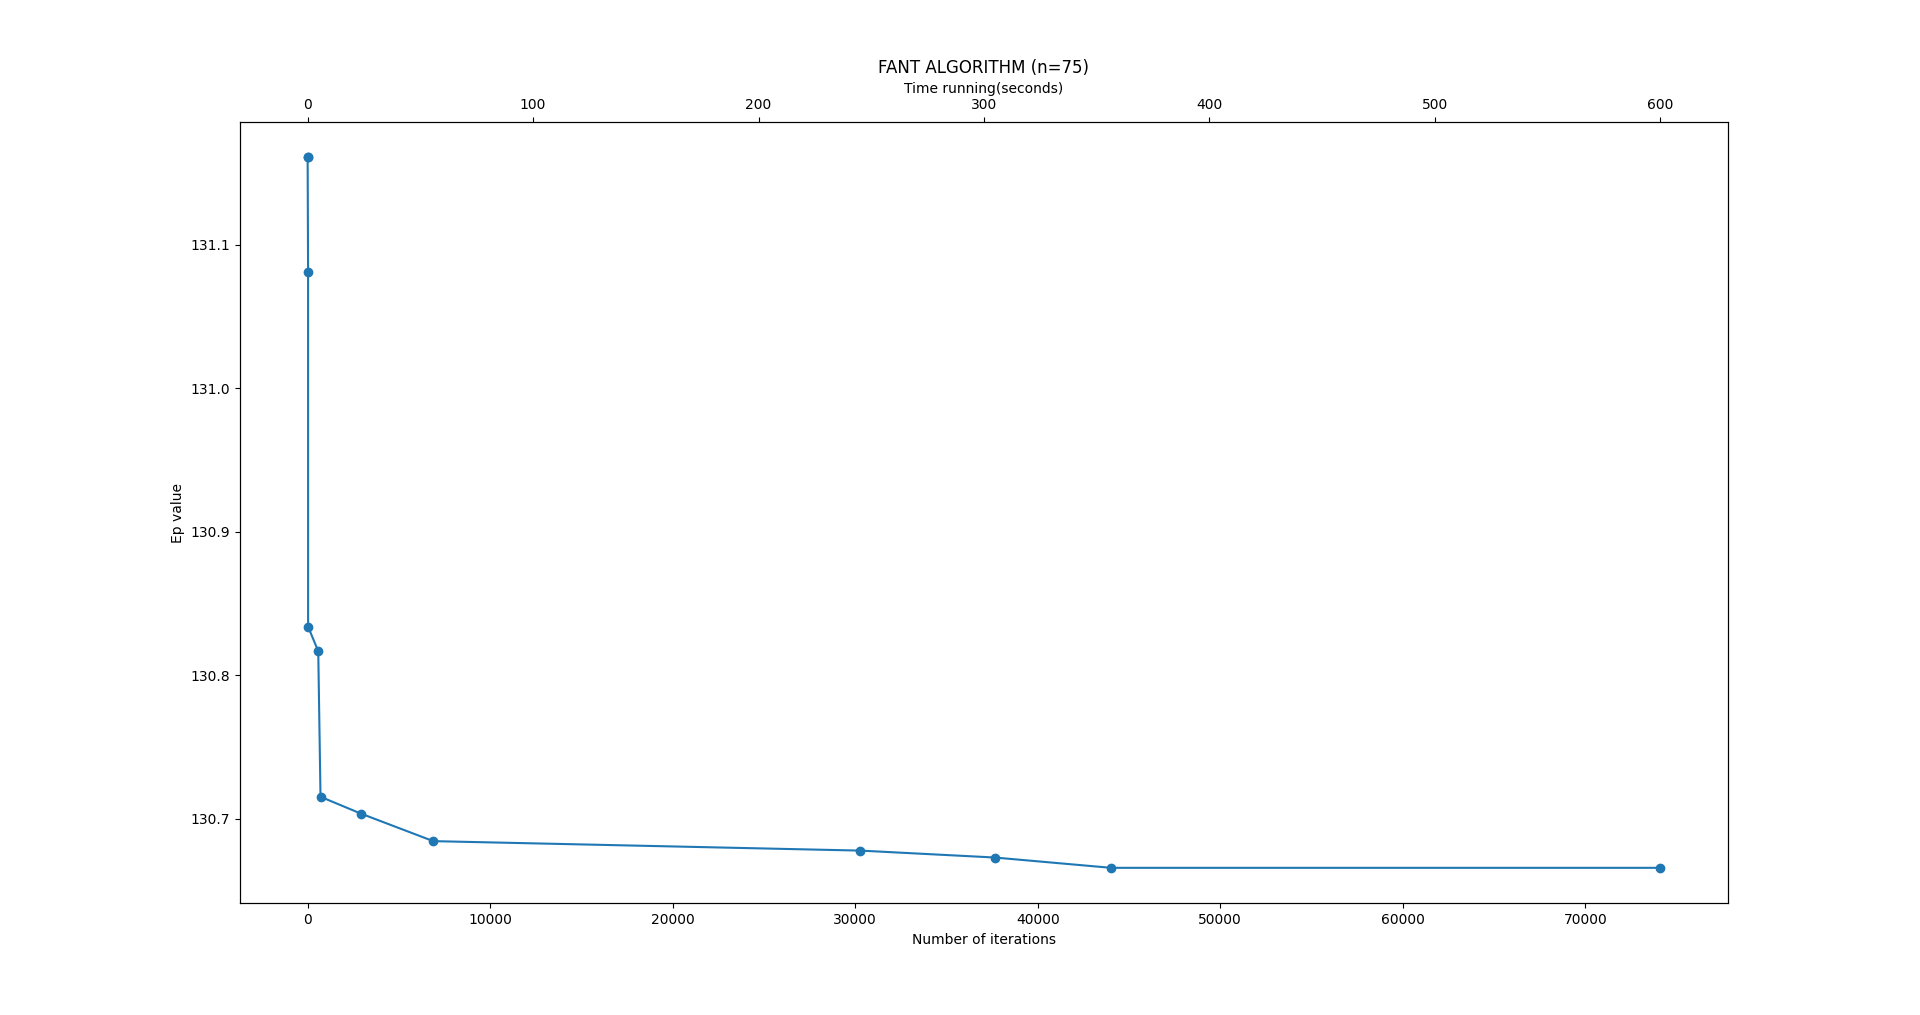 FANT ALGORITHM (n=75)
Time running(seconds)
0 100 200 300 400 500 600
131.1
131.0
130.9
130.8
130.7
Ep value
0 10000 20000 30000 40000 50000 60000 70000
Number of iterations